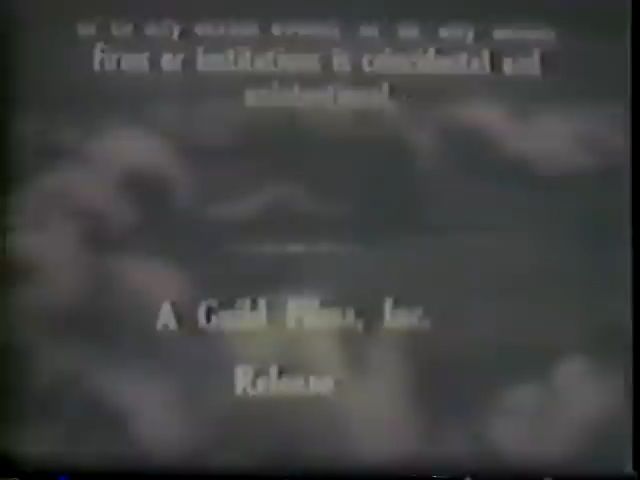 firms or institutions is coincidental and
unintentional.
A Guild Films, Inc.
Release